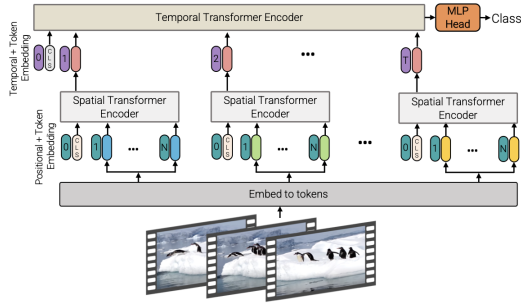 Temporal Transformer Encoder
MLP
Head
Class
Temporal + Token
Embedding
0 CLS 1 2 T
Spatial Transformer
Encoder
Spatial Transformer
Encoder
Spatial Transformer
Encoder
Positional + Token
Embedding
0 CLS 1 ... N 0 CLS 1 ... N ... 0 CLS 1 ... N
Embed to tokens